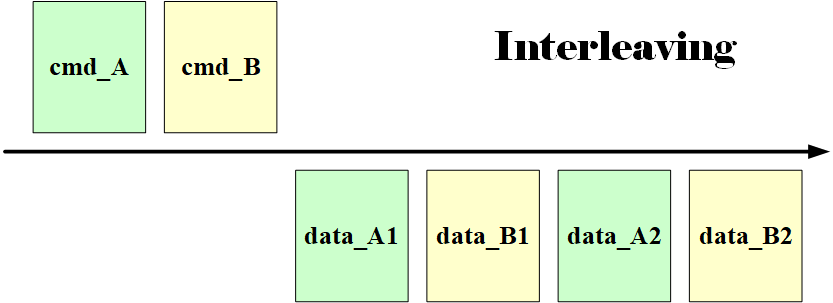 Interleaving
cmd_A
cmd_B
data_A1
data_B1
data_A2
data_B2